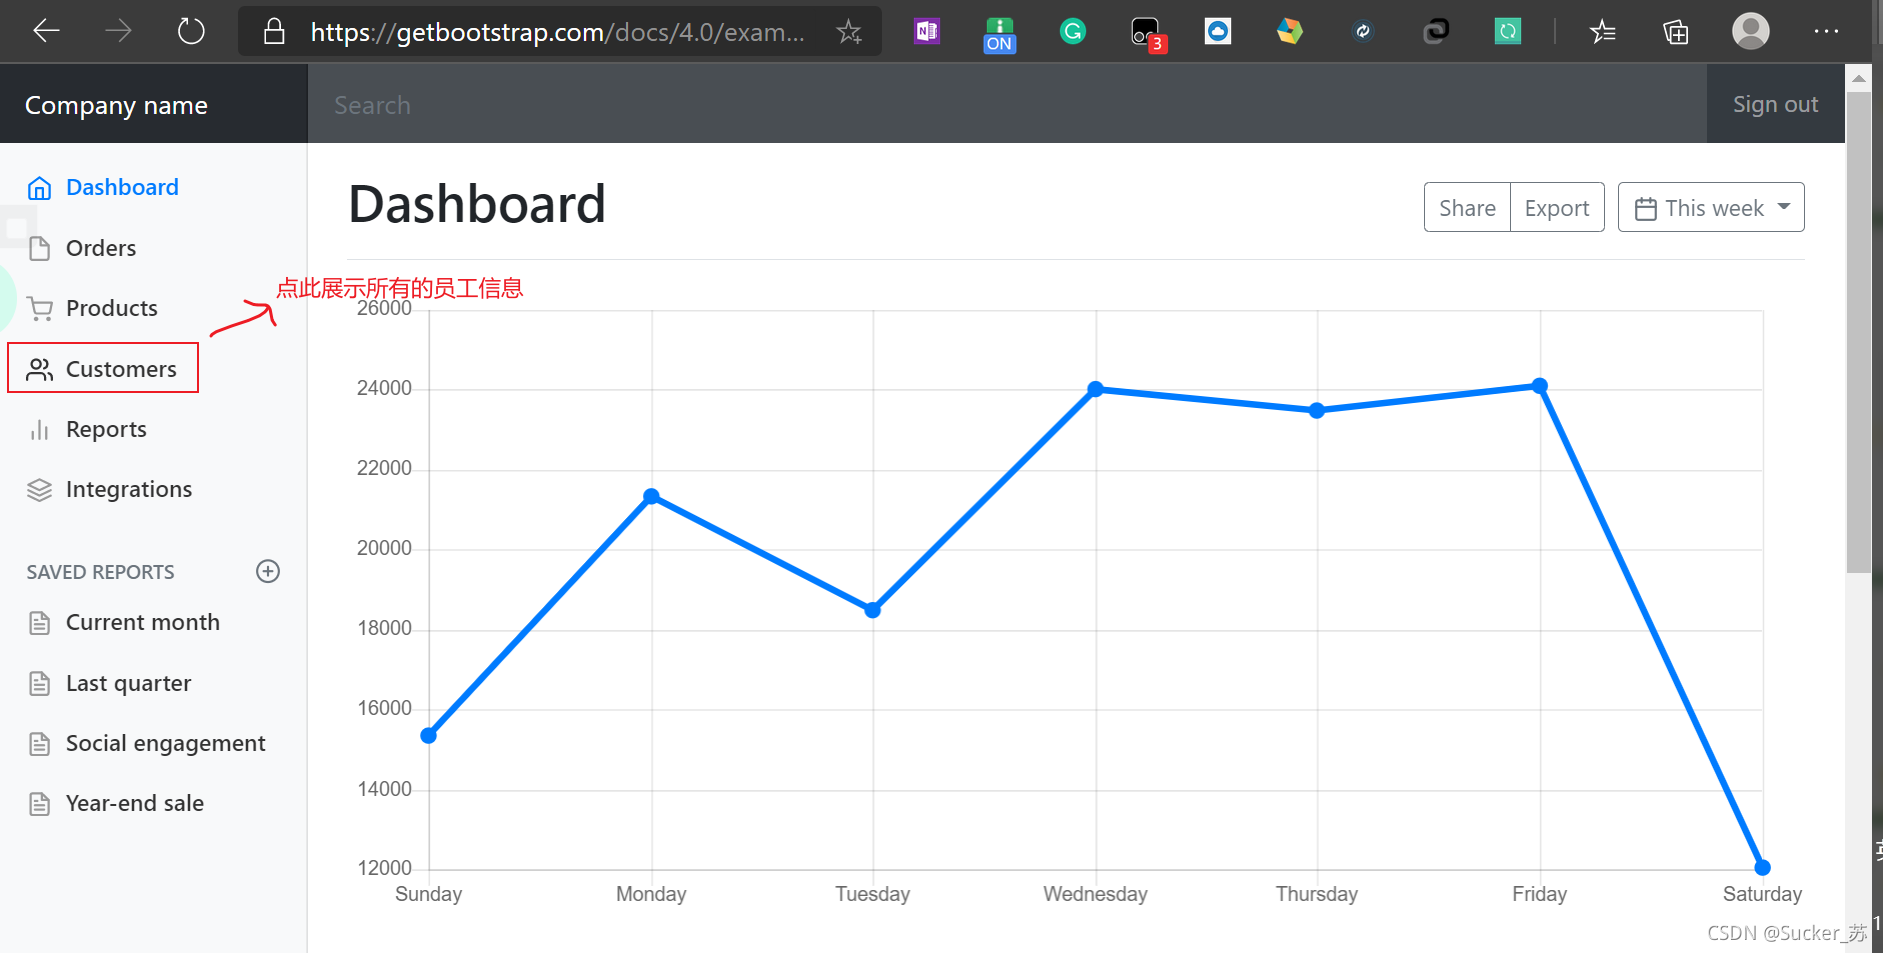 https://getbootstrap.com/docs/4.0/exam...
ON
3
Company name
Search
Sign out
Dashboard
Orders
Products
Customers
Reports
Integrations
SAVED REPORTS
Current month
Last quarter
Social engagement
Year-end sale
Dashboard
Share
Export
This week
点此展示所有的员工信息
26000
24000
22000
20000
18000
16000
14000
12000
Sunday
Monday
Tuesday
Wednesday
Thursday
Friday
Saturday
CSDN @Sucker_苏